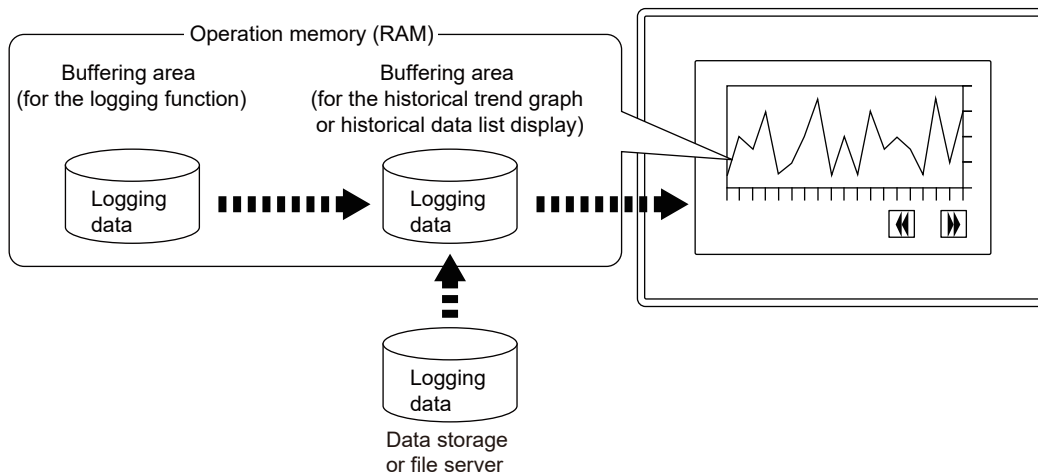 Operation memory (RAM)
Buffering area
(for the logging function)
Buffering area
(for the historical trend graph
or historical data list display)
Logging
data
Logging
data
Logging
data
Data storage
or file server